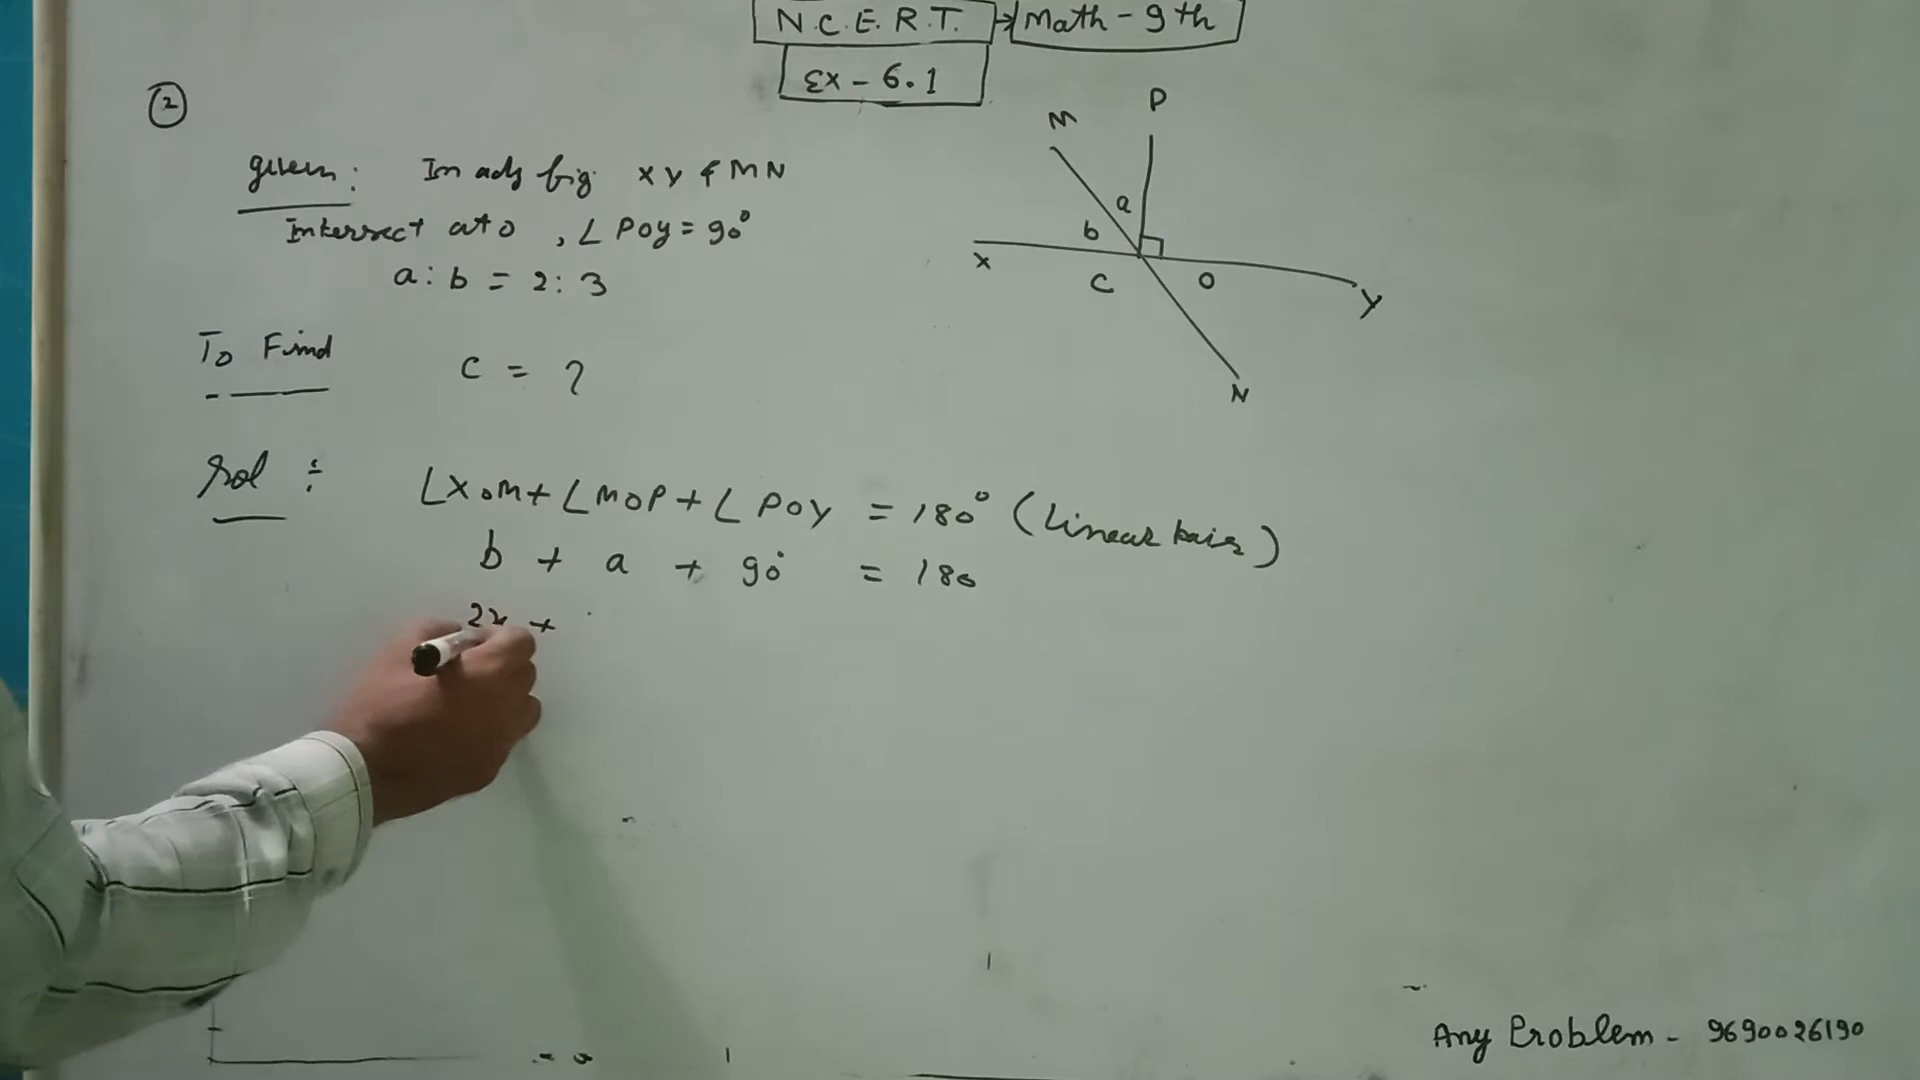 N.C.E.R.T. → Math - 9th
Ex - 6.1
2
given: In adj fig. XY & MN
Intersect at O, ∠POY = 90°
a : b = 2 : 3
To Find
c = ?
Sol ÷
∠XOM + ∠MOP + ∠POY = 180° (Linear pair)
b + a + 90° = 180
2x +
P
M
a
b
X
C
O
Y
N
Any Problem - 9690026190